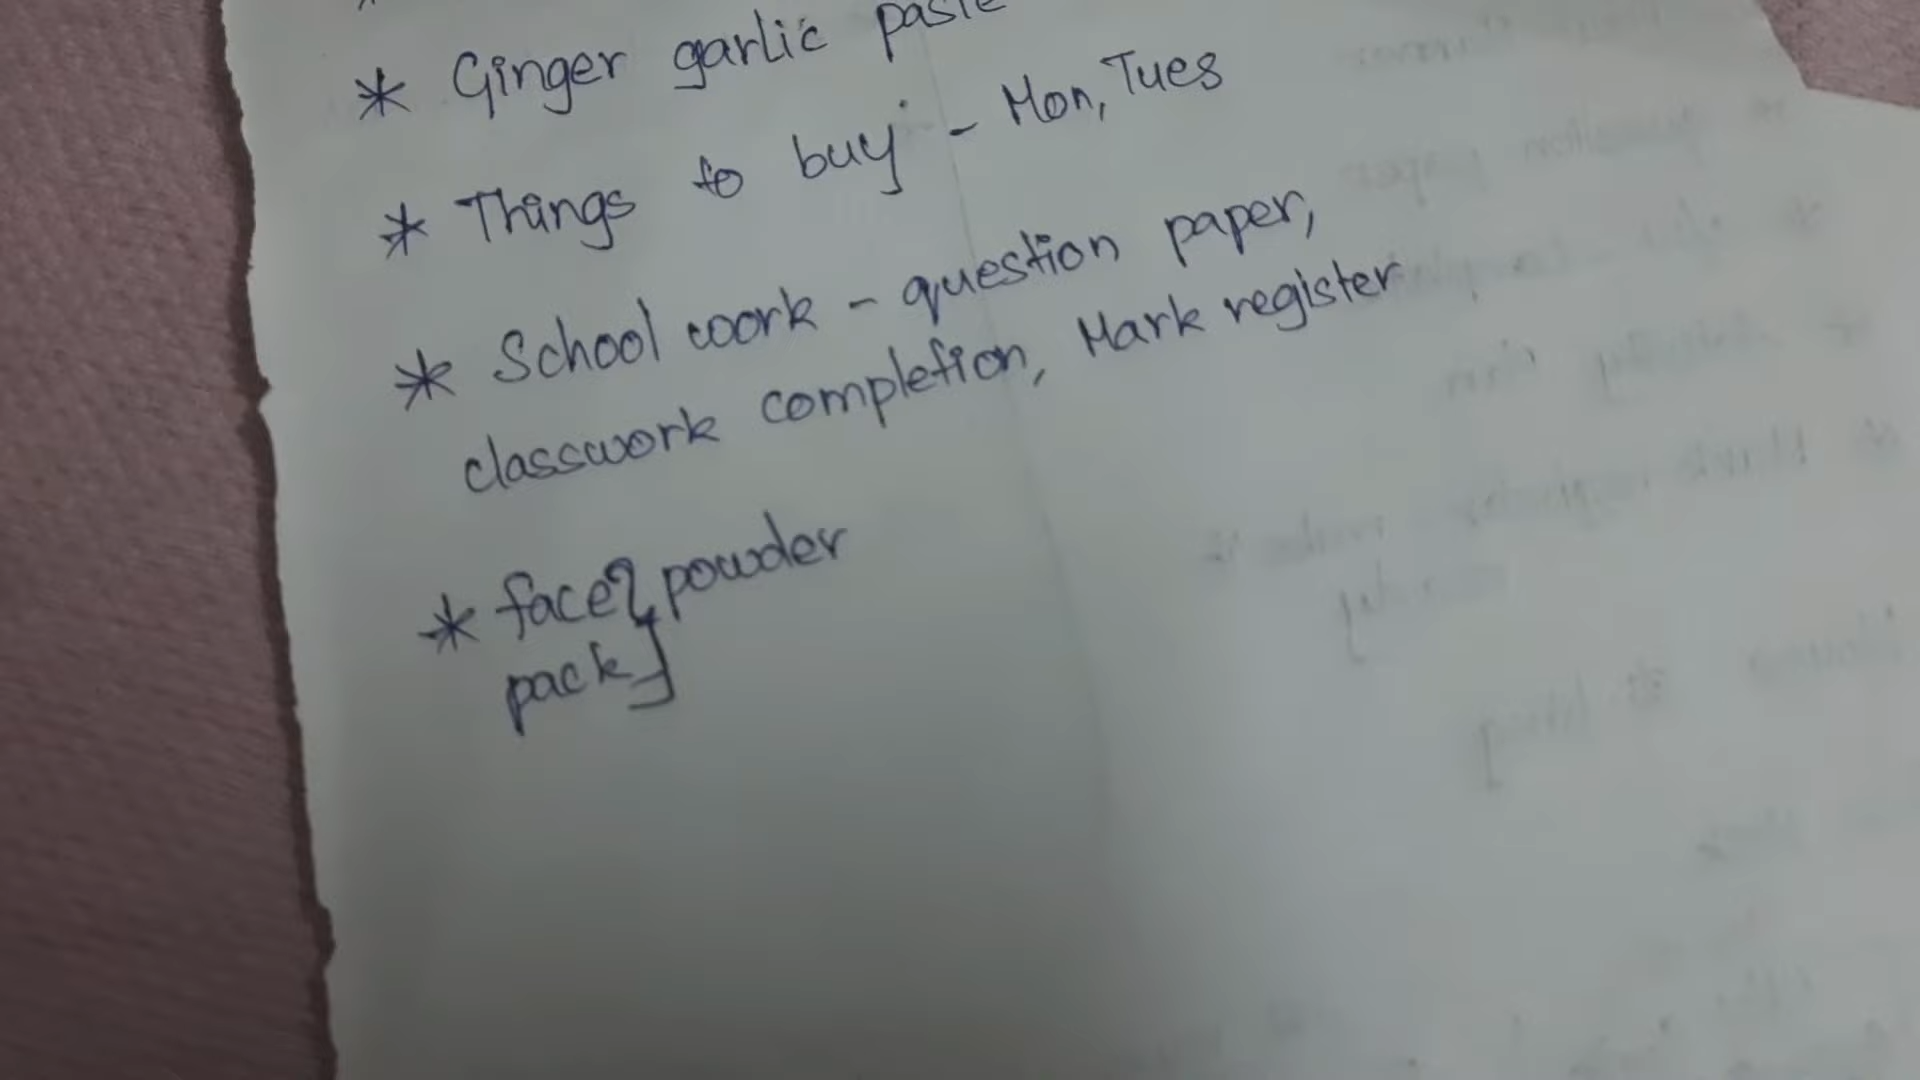 * Ginger garlic paste
* Things to buy - Mon, Tues
* School work - question paper,
classwork completion, Mark register
* face } powder
pack